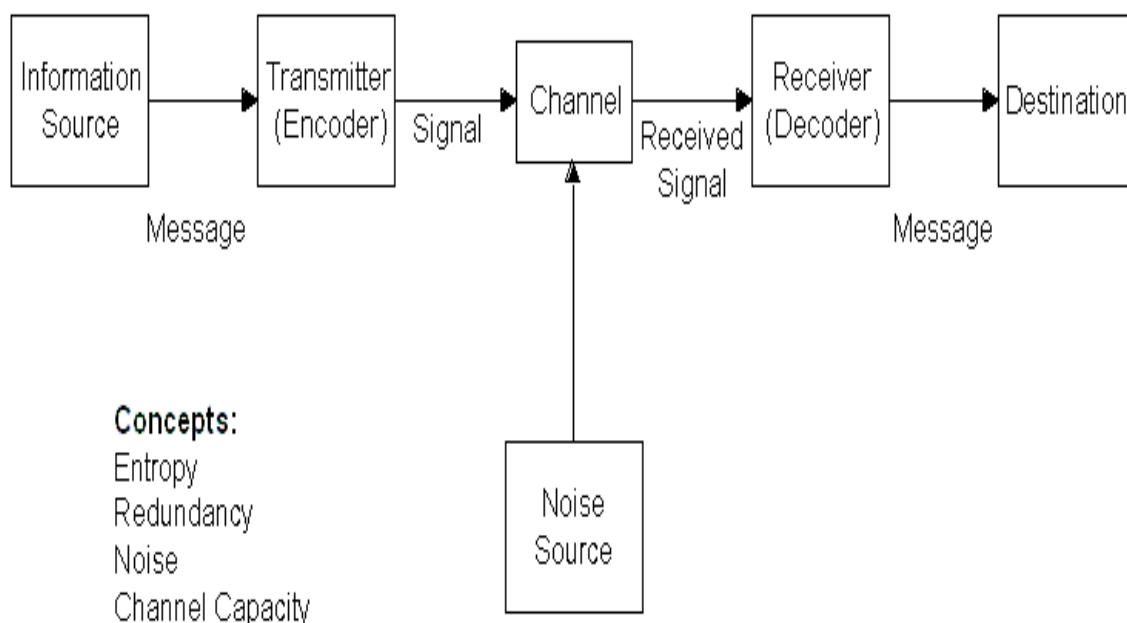 Information
Source
Transmitter
(Encoder)
Signal
Channel
Received
Signal
Receiver
(Decoder)
Destination
Message
Message
Concepts:
Entropy
Redundancy
Noise
Channel Capacity
Noise
Source